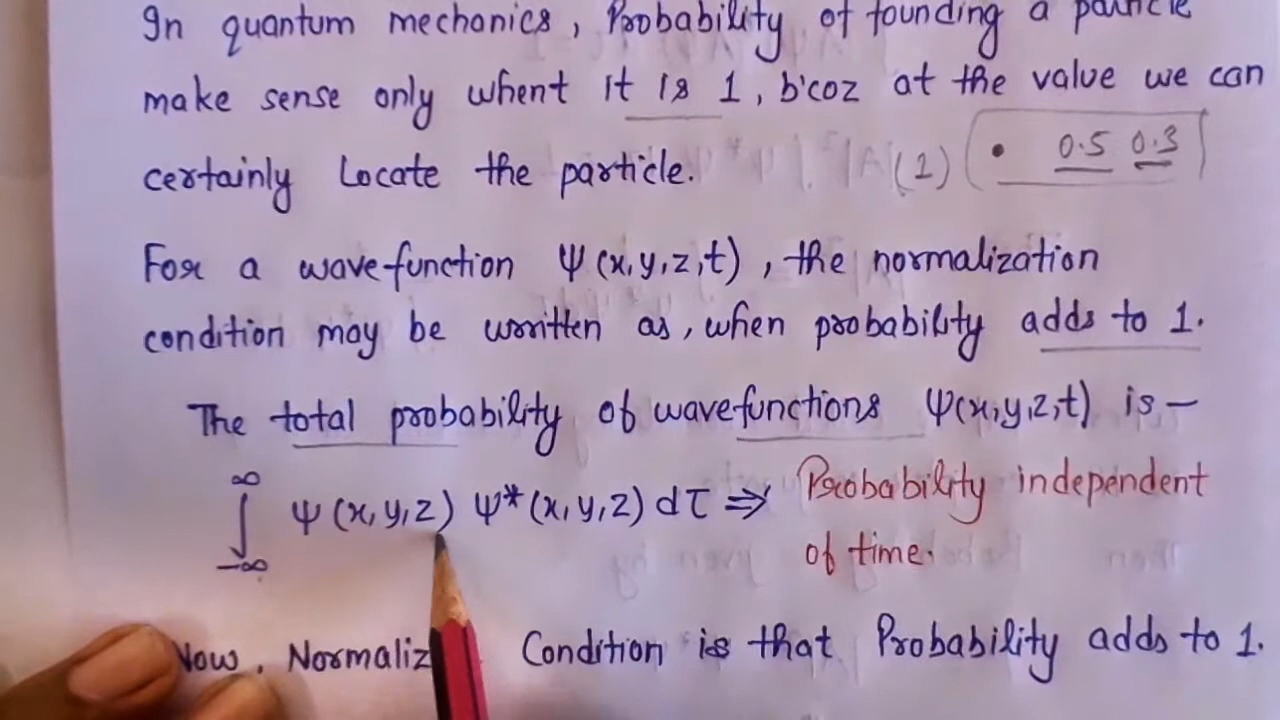 In quantum mechanics, Probability of founding a particle
make sense only whent it is 1, b'coz at the value we can
certainly Locate the particle. (1) 0.5 0.3
For a wavefunction Ψ(x,y,z,t), the normalization
condition may be written as, when probability adds to 1.
The total probability of wavefunctions Ψ(x,y,z,t) is –
∫_{-∞}^{∞} Ψ(x,y,z) Ψ*(x,y,z) dτ ⇒ Probability independent
of time.
Now, Normaliz Condition is that Probability adds to 1.